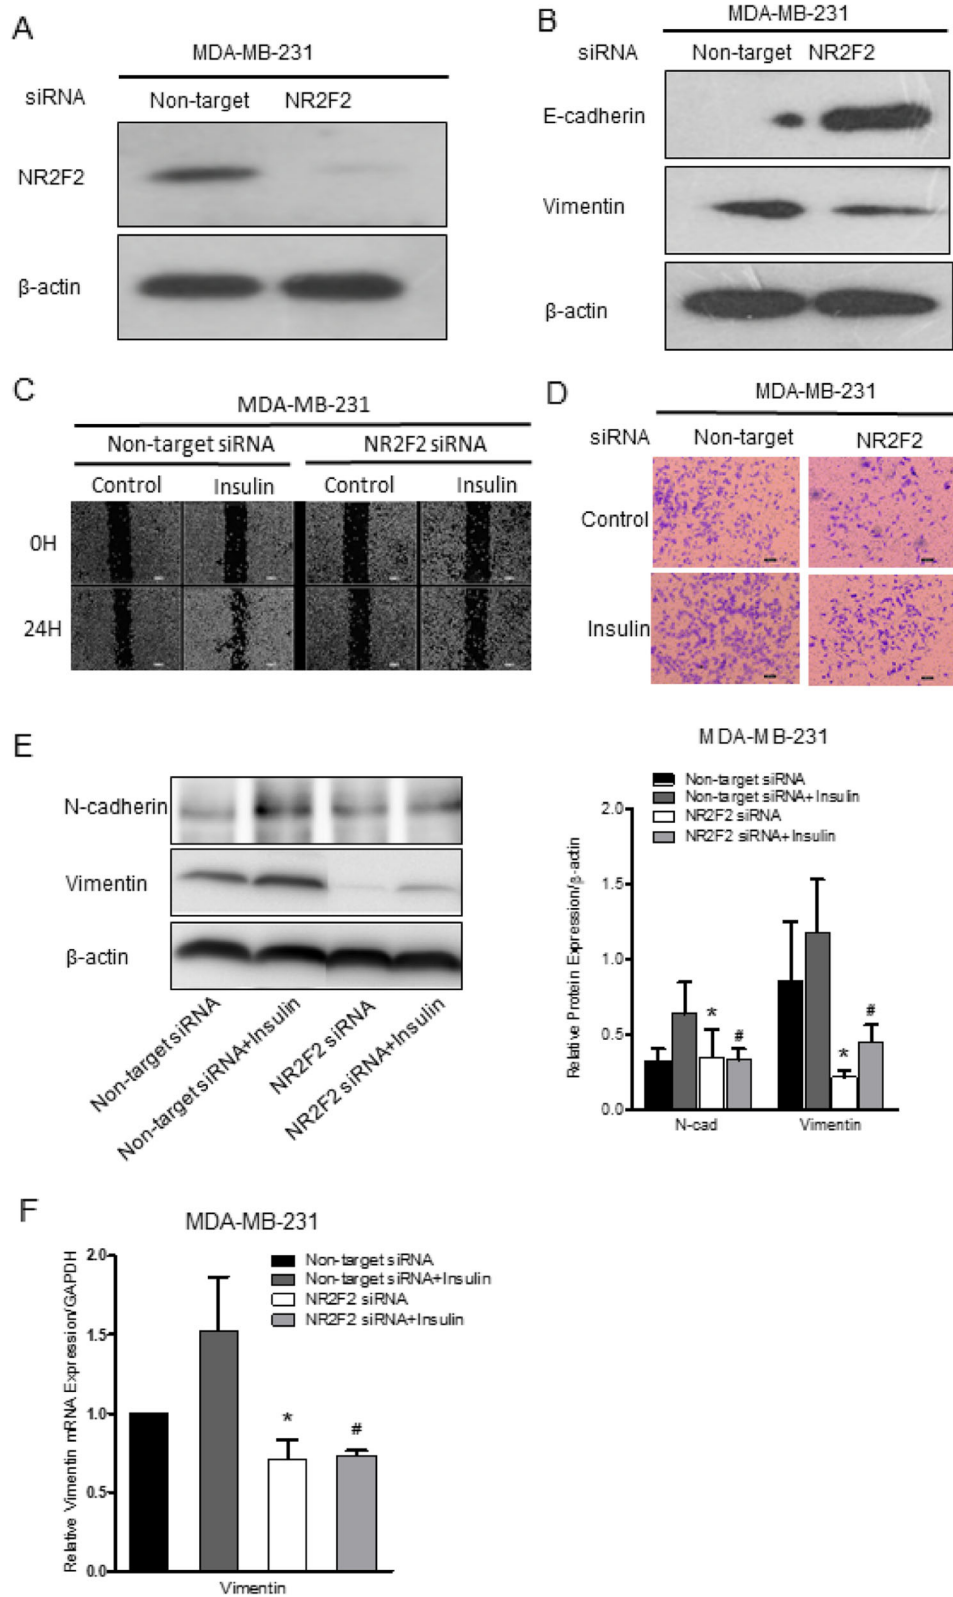 A
MDA-MB-231
siRNA Non-target NR2F2
NR2F2
β-actin
B
MDA-MB-231
siRNA Non-target NR2F2
E-cadherin
Vimentin
β-actin
C
MDA-MB-231
Non-target siRNA NR2F2 siRNA
Control Insulin Control Insulin
0H
24H
D
MDA-MB-231
siRNA Non-target NR2F2
Control
Insulin
E
N-cadherin
Vimentin
β-actin
Non-target siRNA
Non-target siRNA+Insulin
NR2F2 siRNA
NR2F2 siRNA+Insulin
MDA-MB-231
Non-target siRNA
Non-target siRNA+Insulin
NR2F2 siRNA
NR2F2 siRNA+Insulin
Relative Protein Expression/β-actin
2.0
1.5
1.0
0.5
0.0
* # * #
N-cad Vimentin
F
MDA-MB-231
Non-target siRNA
Non-target siRNA+Insulin
NR2F2 siRNA
NR2F2 siRNA+Insulin
Relative Vimentin mRNA Expression/GAPDH
2.0
1.5
1.0
0.5
0.0
* #
Vimentin